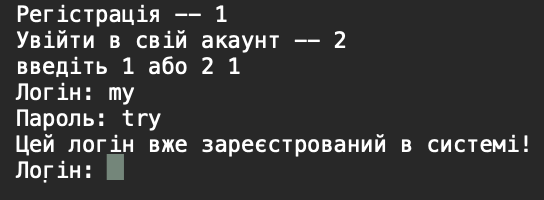 Регістрація -- 1
Увійти в свій акаунт -- 2
введіть 1 або 2 1
Логін: my
Пароль: try
Цей логін вже зареєстрований в системі!
Логін: